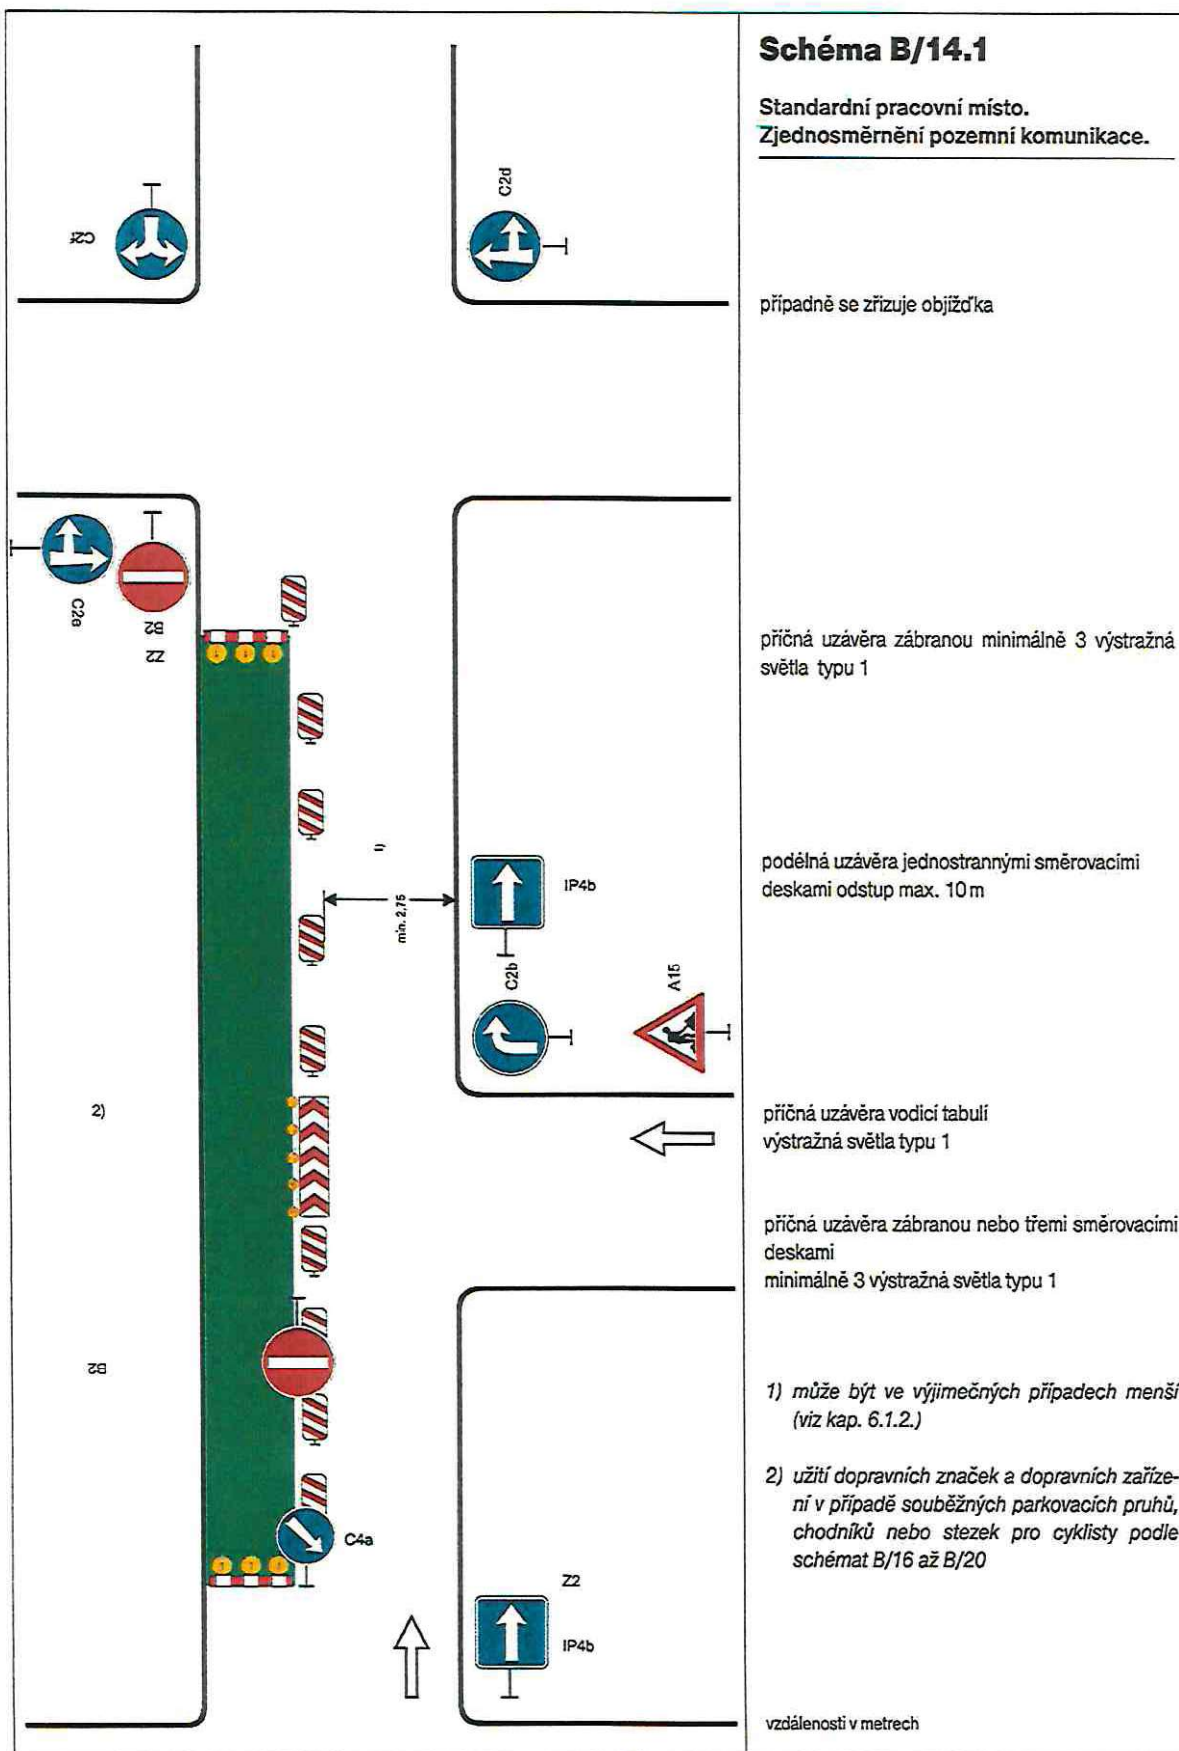 Schéma B/14.1
Standardní pracovní místo.
Zjednosměrnění pozemní komunikace.
C2f
C2d
případně se zřizuje objížďka
C2e
B2
Z2
příčná uzávěra zábranou minimálně 3 výstražná
světla typu 1
1)
min. 2,75
IP4b
podélná uzávěra jednostrannými směrovacími
deskami odstup max. 10 m
C2b
A15
2)
příčná uzávěra vodicí tabulí
výstražná světla typu 1
příčná uzávěra zábranou nebo třemi směrovacími
deskami
minimálně 3 výstražná světla typu 1
B2
1) může být ve výjimečných případech menší
(viz kap. 6.1.2.)
2) užití dopravních značek a dopravních zaříze-
ní v případě souběžných parkovacích pruhů,
chodníků nebo stezek pro cyklisty podle
schémat B/16 až B/20
C4a
Z2
IP4b
vzdálenosti v metrech